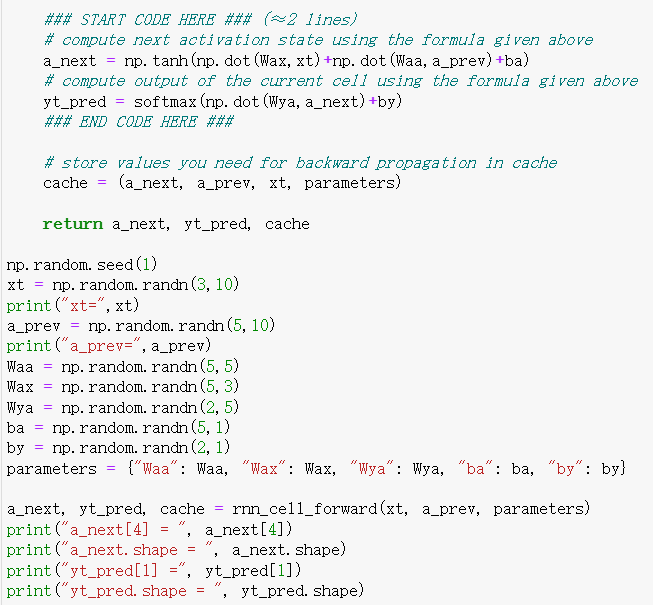 ### START CODE HERE ### (≈2 lines)
# compute next activation state using the formula given above
a_next = np.tanh(np.dot(Wax,xt)+np.dot(Waa,a_prev)+ba)
# compute output of the current cell using the formula given above
yt_pred = softmax(np.dot(Wya,a_next)+by)
### END CODE HERE ###
# store values you need for backward propagation in cache
cache = (a_next, a_prev, xt, parameters)
return a_next, yt_pred, cache
np.random.seed(1)
xt = np.random.randn(3,10)
print("xt=",xt)
a_prev = np.random.randn(5,10)
print("a_prev=",a_prev)
Waa = np.random.randn(5,5)
Wax = np.random.randn(5,3)
Wya = np.random.randn(2,5)
ba = np.random.randn(5,1)
by = np.random.randn(2,1)
parameters = {"Waa": Waa, "Wax": Wax, "Wya": Wya, "ba": ba, "by": by}
a_next, yt_pred, cache = rnn_cell_forward(xt, a_prev, parameters)
print("a_next[4] = ", a_next[4])
print("a_next.shape = ", a_next.shape)
print("yt_pred[1] =", yt_pred[1])
print("yt_pred.shape = ", yt_pred.shape)